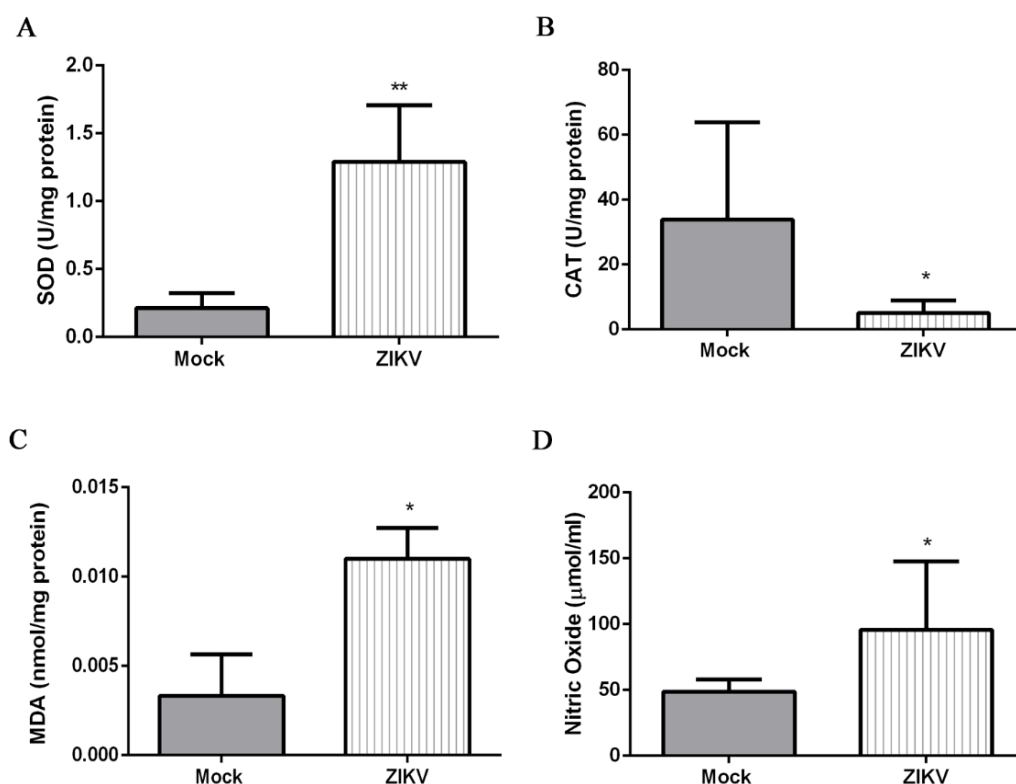 A
SOD (U/mg protein)
2.0
1.5
1.0
0.5
0.0
**
Mock
ZIKV
B
CAT (U/mg protein)
80
60
40
20
0
*
Mock
ZIKV
C
MDA (nmol/mg protein)
0.015
0.010
0.005
0.000
*
Mock
ZIKV
D
Nitric Oxide (μmol/ml)
200
150
100
50
0
*
Mock
ZIKV